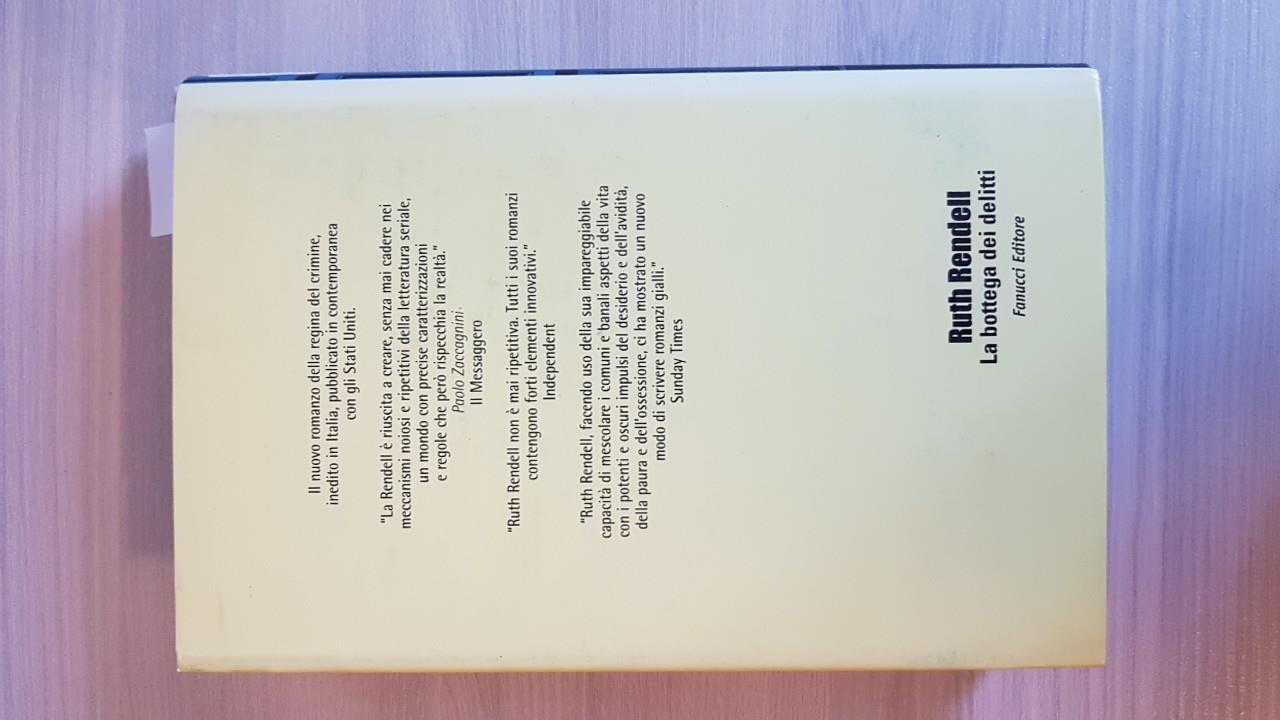 Il nuovo romanzo della regina del crimine,
inedito in Italia, pubblicato in contemporanea
con gli Stati Uniti.
"La Rendell è riuscita a creare, senza mai cadere nei
meccanismi noiosi e ripetitivi della letteratura seriale,
un mondo con precise caratterizzazioni
e regole che però rispecchia la realtà."
Paolo Zaccagnini.
Il Messaggero
"Ruth Rendell non è mai ripetitiva. Tutti i suoi romanzi
contengono forti elementi innovativi."
Independent
"Ruth Rendell, facendo uso della sua impareggiabile
capacità di mescolare i comuni e banali aspetti della vita
con i potenti e oscuri impulsi del desiderio e dell'avidità,
della paura e dell'ossessione, ci ha mostrato un nuovo
modo di scrivere romanzi gialli."
Sunday Times
Ruth Rendell
La bottega dei delitti
Fanucci Editore